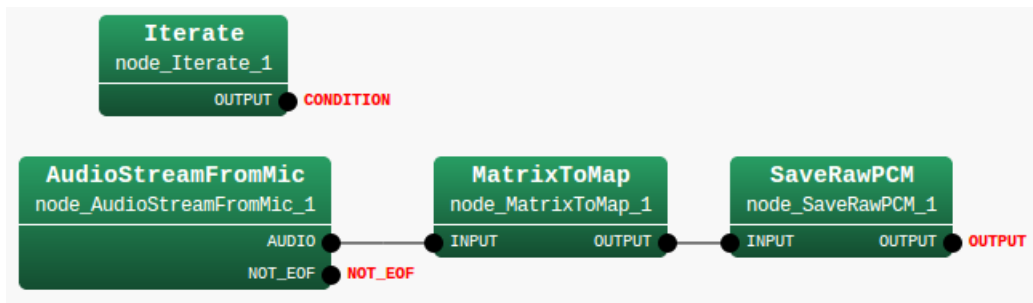 Iterate
node_Iterate_1
OUTPUT CONDITION
AudioStreamFromMic
node_AudioStreamFromMic_1
AUDIO
NOT_EOF NOT_EOF
MatrixToMap
node_MatrixToMap_1
INPUT OUTPUT
SaveRawPCM
node_SaveRawPCM_1
INPUT OUTPUT OUTPUT